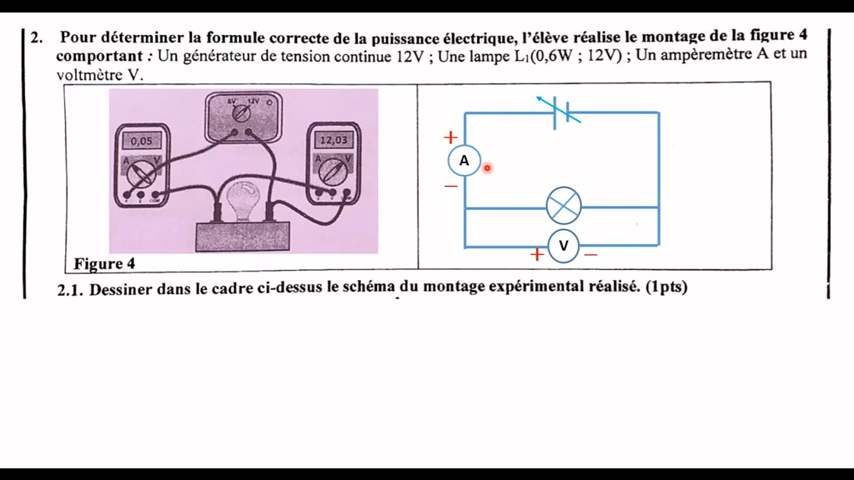 2. Pour déterminer la formule correcte de la puissance électrique, l'élève réalise le montage de la figure 4
comportant : Un générateur de tension continue 12V ; Une lampe L₁(0,6W ; 12V) ; Un ampèremètre A et un
voltmètre V.
6V 12V
0,05
12,03
A V
A V
+
A
−
V
+ −
Figure 4
2.1. Dessiner dans le cadre ci-dessus le schéma du montage expérimental réalisé. (1pts)